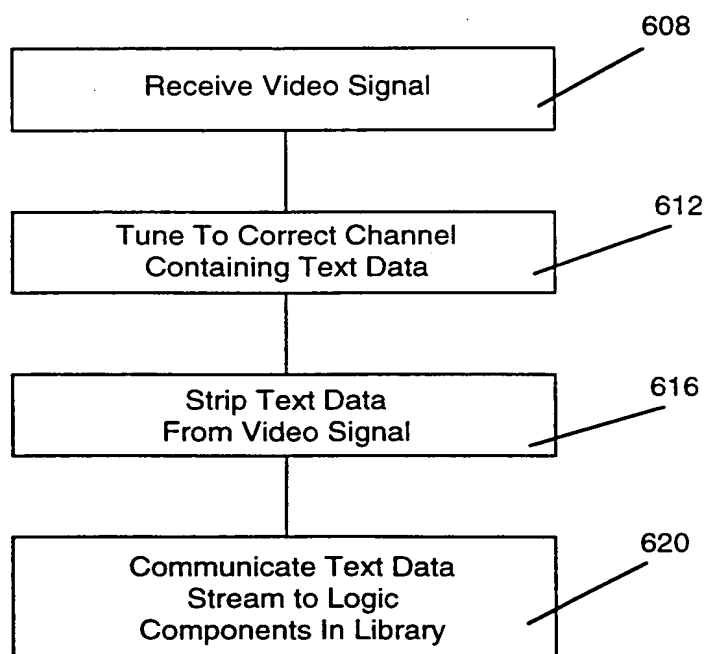 608
Receive Video Signal
612
Tune To Correct Channel
Containing Text Data
616
Strip Text Data
From Video Signal
620
Communicate Text Data
Stream to Logic
Components In Library